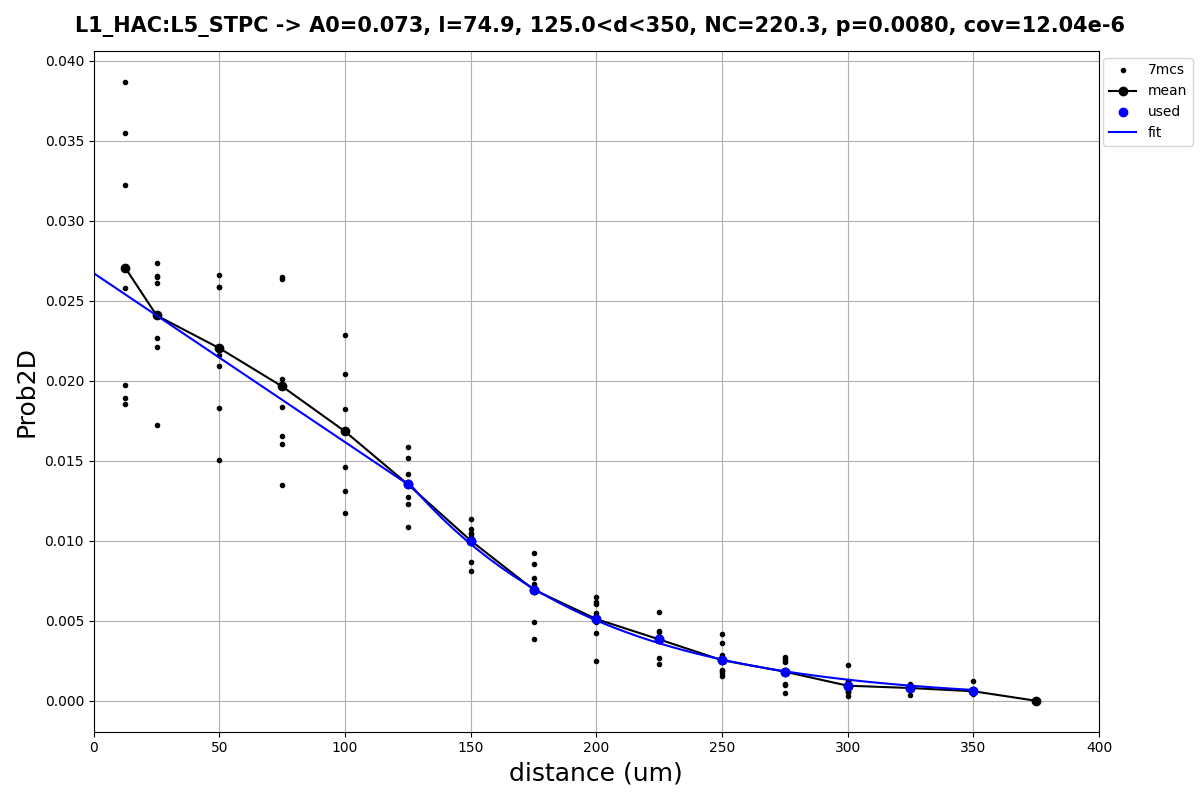 L1_HAC:L5_STPC -> A0=0.073, l=74.9, 125.0<d<350, NC=220.3, p=0.0080, cov=12.04e-6
7mcs
mean
used
fit
Prob2D
0.040
0.035
0.030
0.025
0.020
0.015
0.010
0.005
0.000
0 50 100 150 200 250 300 350 400
distance (um)